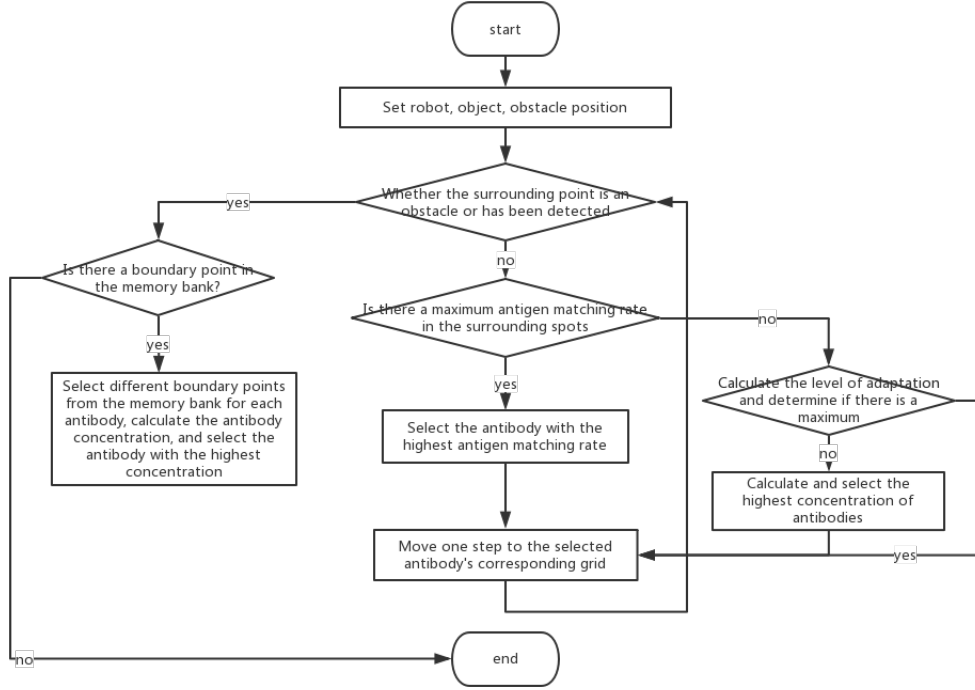 start
Set robot, object, obstacle position
Whether the surrounding point is an
obstacle or has been detected
yes
no
Is there a boundary point in
the memory bank?
Is there a maximum antigen matching rate
in the surrounding spots
no
yes
yes
Calculate the level of adaptation
and determine if there is a
maximum
Select different boundary points
from the memory bank for each
antibody, calculate the antibody
concentration, and select the
antibody with the highest
concentration
Select the antibody with the
highest antigen matching rate
no
Calculate and select the
highest concentration of
antibodies
Move one step to the selected
antibody's corresponding grid
yes
no
end